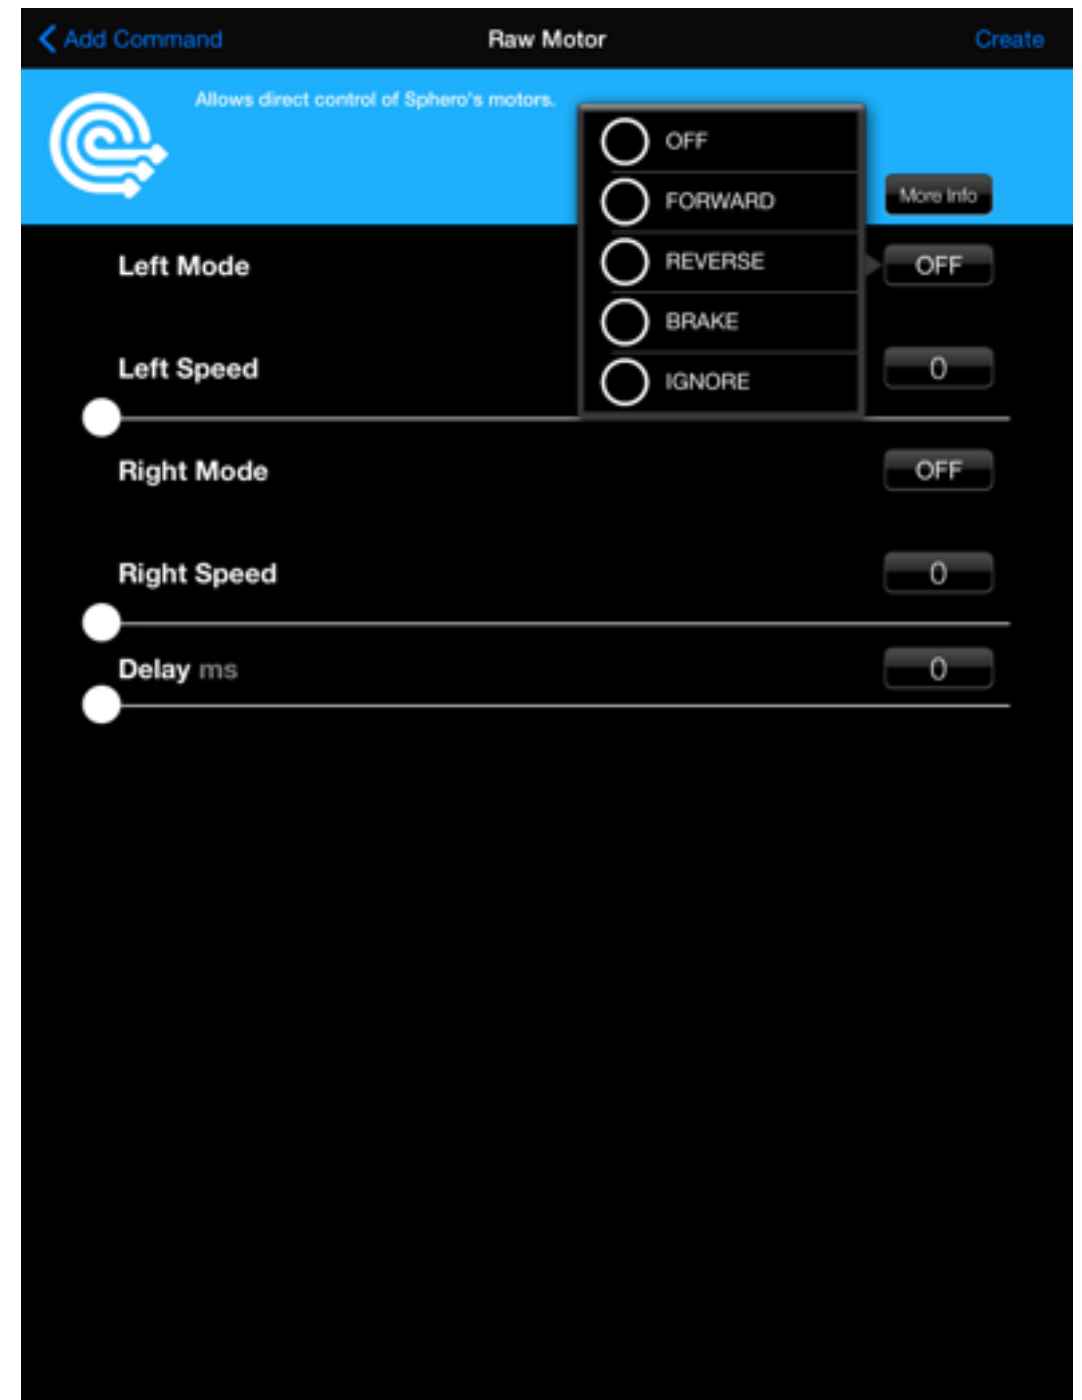 Add Command Raw Motor Create
Allows direct control of Sphero's motors.
OFF
FORWARD
More Info
Left Mode REVERSE OFF
BRAKE
Left Speed IGNORE 0
Right Mode OFF
Right Speed 0
Delay ms 0